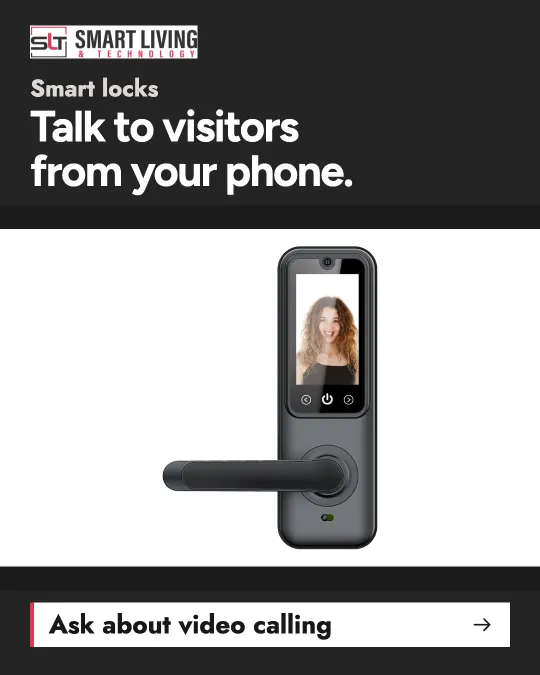 SLT SMART LIVING
& TECHNOLOGY
Smart locks
Talk to visitors
from your phone.
Ask about video calling